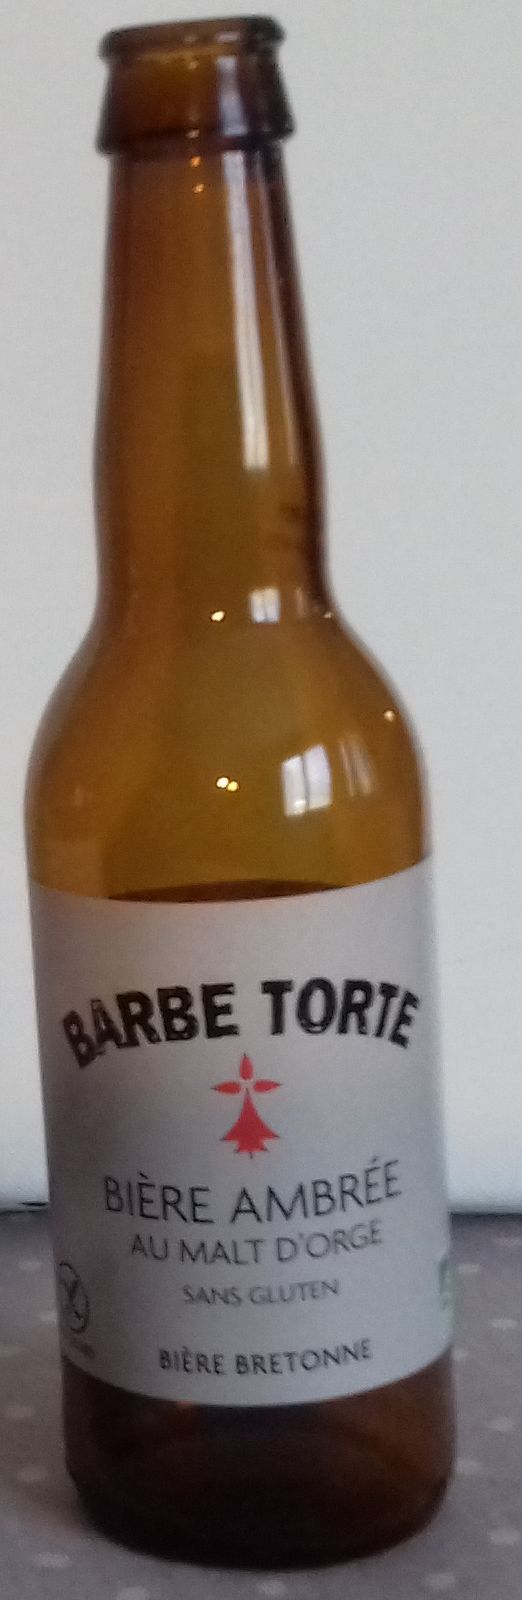 BARBE TORTE
BIÈRE AMBRÉE
AU MALT D'ORGE
SANS GLUTEN
BIÈRE BRETONNE